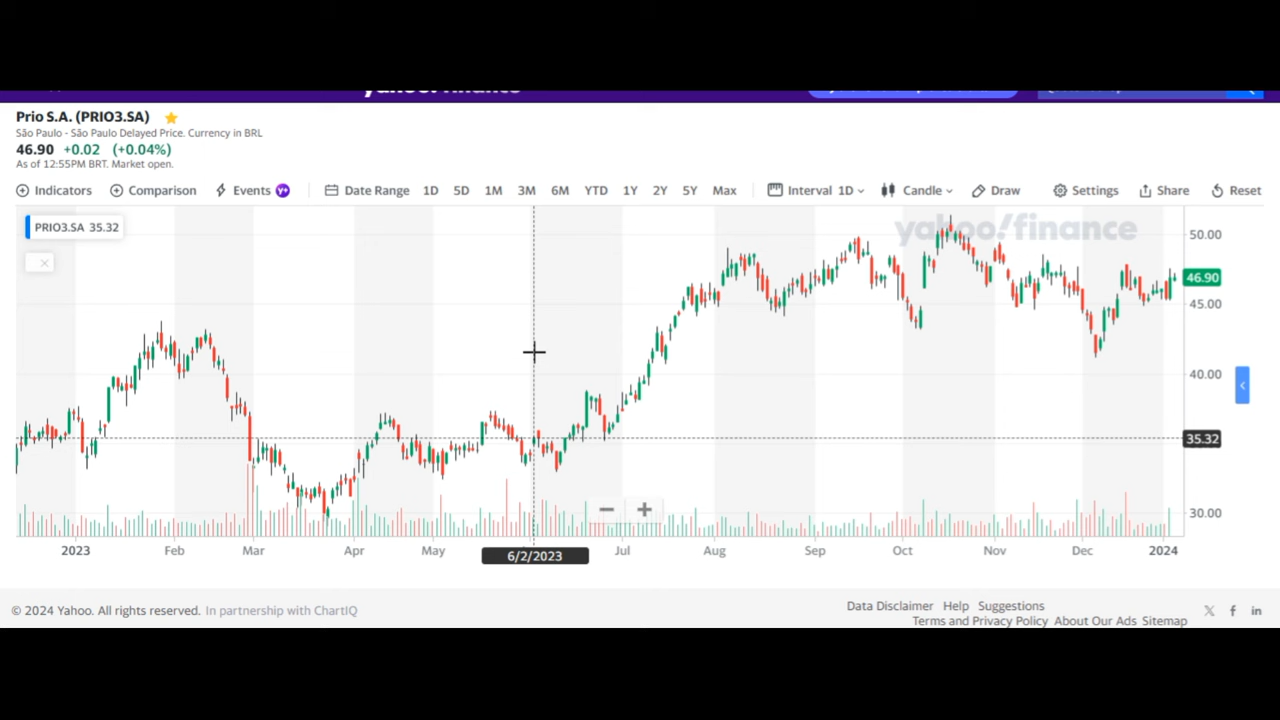 Prio S.A. (PRIO3.SA)
São Paulo - São Paulo Delayed Price. Currency in BRL
46.90 +0.02 (+0.04%)
As of 12:55PM BRT. Market open.
Indicators Comparison Events Y+ Date Range 1D 5D 1M 3M 6M YTD 1Y 2Y 5Y Max Interval 1D Candle Draw Settings Share Reset
PRIO3.SA 35.32
yahoo!finance
50.00
46.90
45.00
40.00
35.32
30.00
2023 Feb Mar Apr May 6/2/2023 Jul Aug Sep Oct Nov Dec 2024
© 2024 Yahoo. All rights reserved. In partnership with ChartIQ
Data Disclaimer Help Suggestions
Terms and Privacy Policy About Our Ads Sitemap